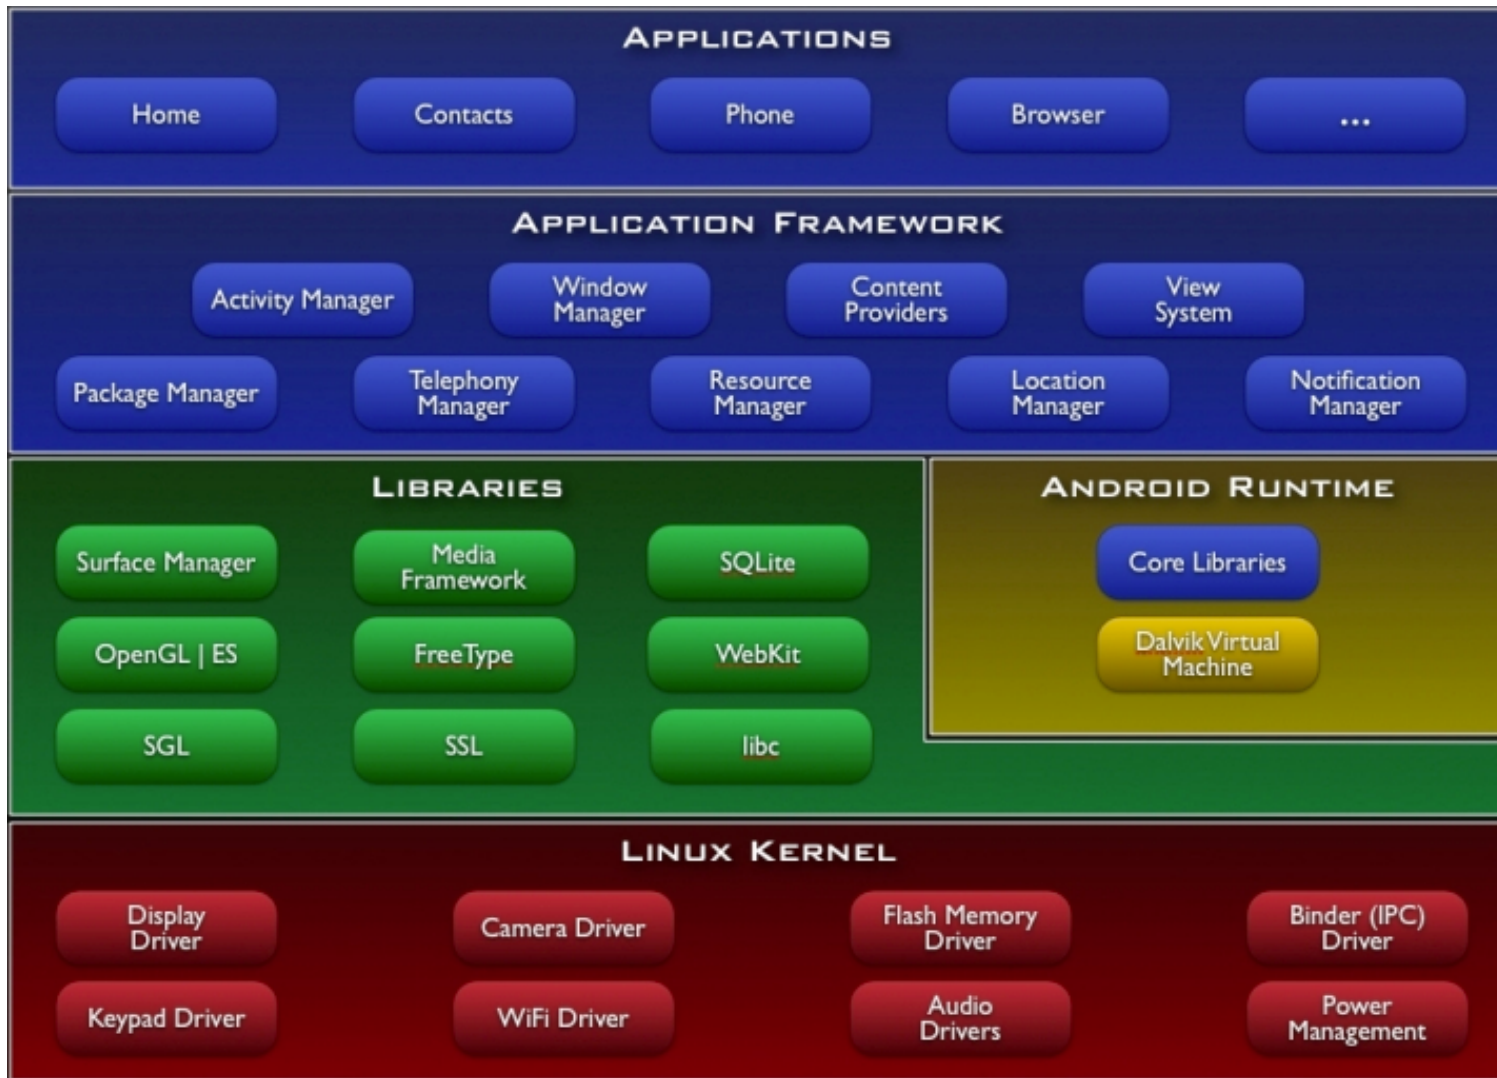 APPLICATIONS
Home
Contacts
Phone
Browser
...
APPLICATION FRAMEWORK
Activity Manager
Window
Manager
Content
Providers
View
System
Package Manager
Telephony
Manager
Resource
Manager
Location
Manager
Notification
Manager
LIBRARIES
Surface Manager
Media
Framework
SQLite
OpenGL | ES
FreeType
WebKit
SGL
SSL
libc
ANDROID RUNTIME
Core Libraries
Dalvik Virtual
Machine
LINUX KERNEL
Display
Driver
Camera Driver
Flash Memory
Driver
Binder (IPC)
Driver
Keypad Driver
WiFi Driver
Audio
Drivers
Power
Management